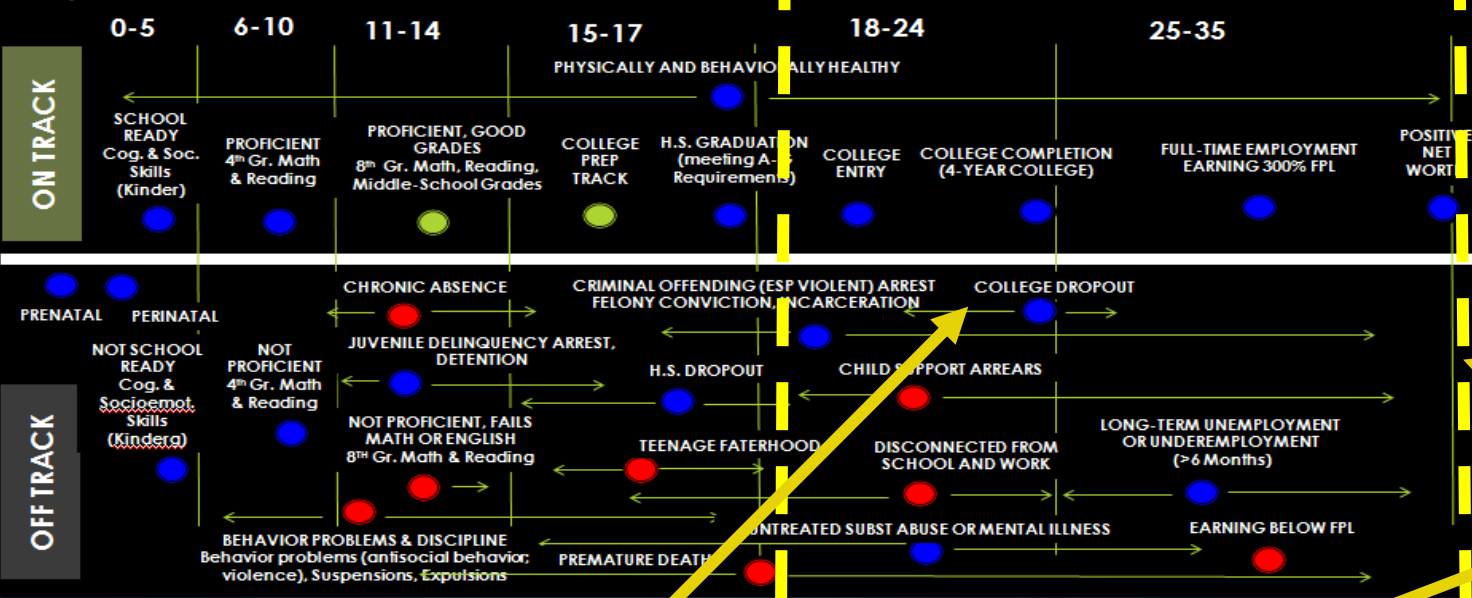 0-5
6-10
11-14
15-17
18-24
25-35
ON TRACK
PHYSICALLY AND BEHAVIORALLY HEALTHY
SCHOOL
READY
Cog. & Soc.
Skills
(Kinder)
PROFICIENT
4th Gr. Math
& Reading
PROFICIENT, GOOD
GRADES
8th Gr. Math, Reading,
Middle-School Grades
COLLEGE
PREP
TRACK
H.S. GRADUATION
(meeting A-G
Requirements)
COLLEGE
ENTRY
COLLEGE COMPLETION
(4-YEAR COLLEGE)
FULL-TIME EMPLOYMENT
EARNING 300% FPL
POSITIVE
NET
WORTH
OFF TRACK
PRENATAL
PERINATAL
NOT SCHOOL
READY
Cog. &
Socioemot.
Skills
(Kinderg)
NOT
PROFICIENT
4th Gr. Math
& Reading
CHRONIC ABSENCE
JUVENILE DELINQUENCY ARREST,
DETENTION
NOT PROFICIENT, FAILS
MATH OR ENGLISH
8TH Gr. Math & Reading
BEHAVIOR PROBLEMS & DISCIPLINE
Behavior problems (antisocial behavior;
violence), Suspensions, Expulsions
CRIMINAL OFFENDING (ESP VIOLENT) ARREST
FELONY CONVICTION, INCARCERATION
H.S. DROPOUT
TEENAGE FATERHOOD
PREMATURE DEATH
COLLEGE DROPOUT
CHILD SUPPORT ARREARS
DISCONNECTED FROM
SCHOOL AND WORK
UNTREATED SUBST ABUSE OR MENTAL ILLNESS
LONG-TERM UNEMPLOYMENT
OR UNDEREMPLOYMENT
(>6 Months)
EARNING BELOW FPL